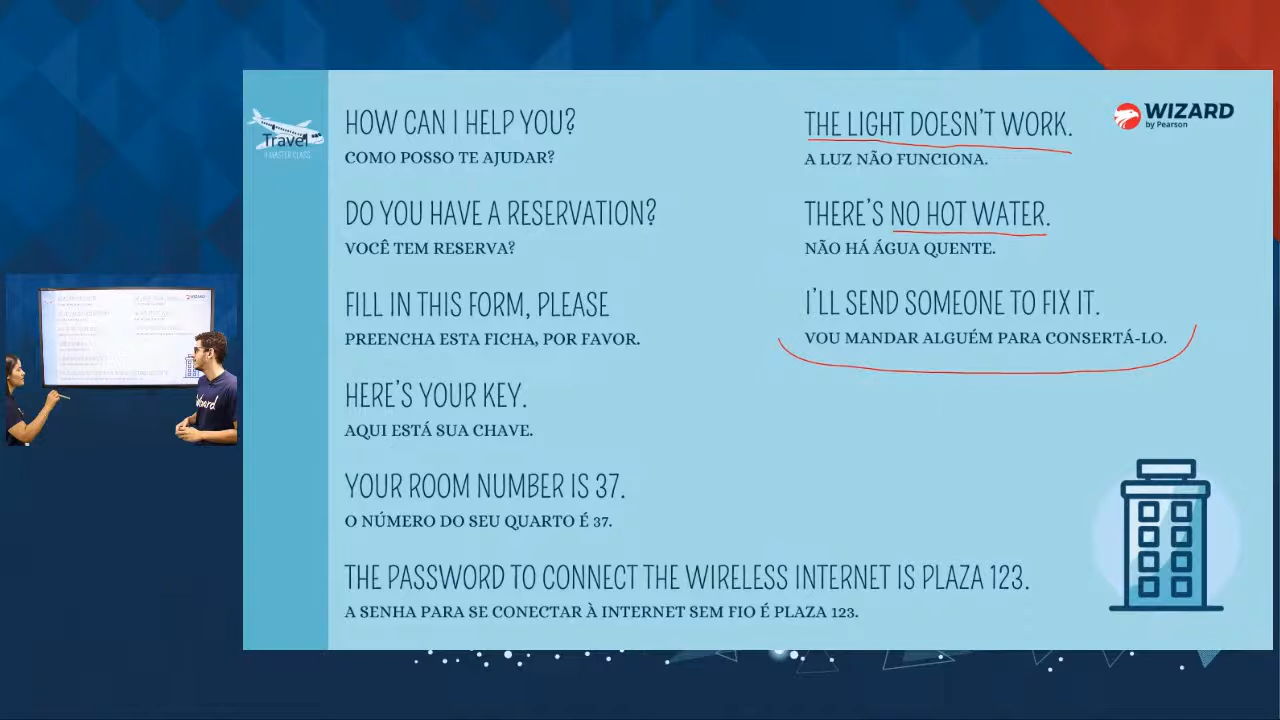 Travel
A MASTER CLASS
HOW CAN I HELP YOU?
COMO POSSO TE AJUDAR?
DO YOU HAVE A RESERVATION?
VOCÊ TEM RESERVA?
FILL IN THIS FORM, PLEASE
PREENCHA ESTA FICHA, POR FAVOR.
HERE'S YOUR KEY.
AQUI ESTÁ SUA CHAVE.
YOUR ROOM NUMBER IS 37.
O NÚMERO DO SEU QUARTO É 37.
THE PASSWORD TO CONNECT THE WIRELESS INTERNET IS PLAZA 123.
A SENHA PARA SE CONECTAR À INTERNET SEM FIO É PLAZA 123.
THE LIGHT DOESN'T WORK.
A LUZ NÃO FUNCIONA.
THERE'S NO HOT WATER.
NÃO HÁ ÁGUA QUENTE.
I'LL SEND SOMEONE TO FIX IT.
VOU MANDAR ALGUÉM PARA CONSERTÁ-LO.
WIZARD
by Pearson
WIZARD